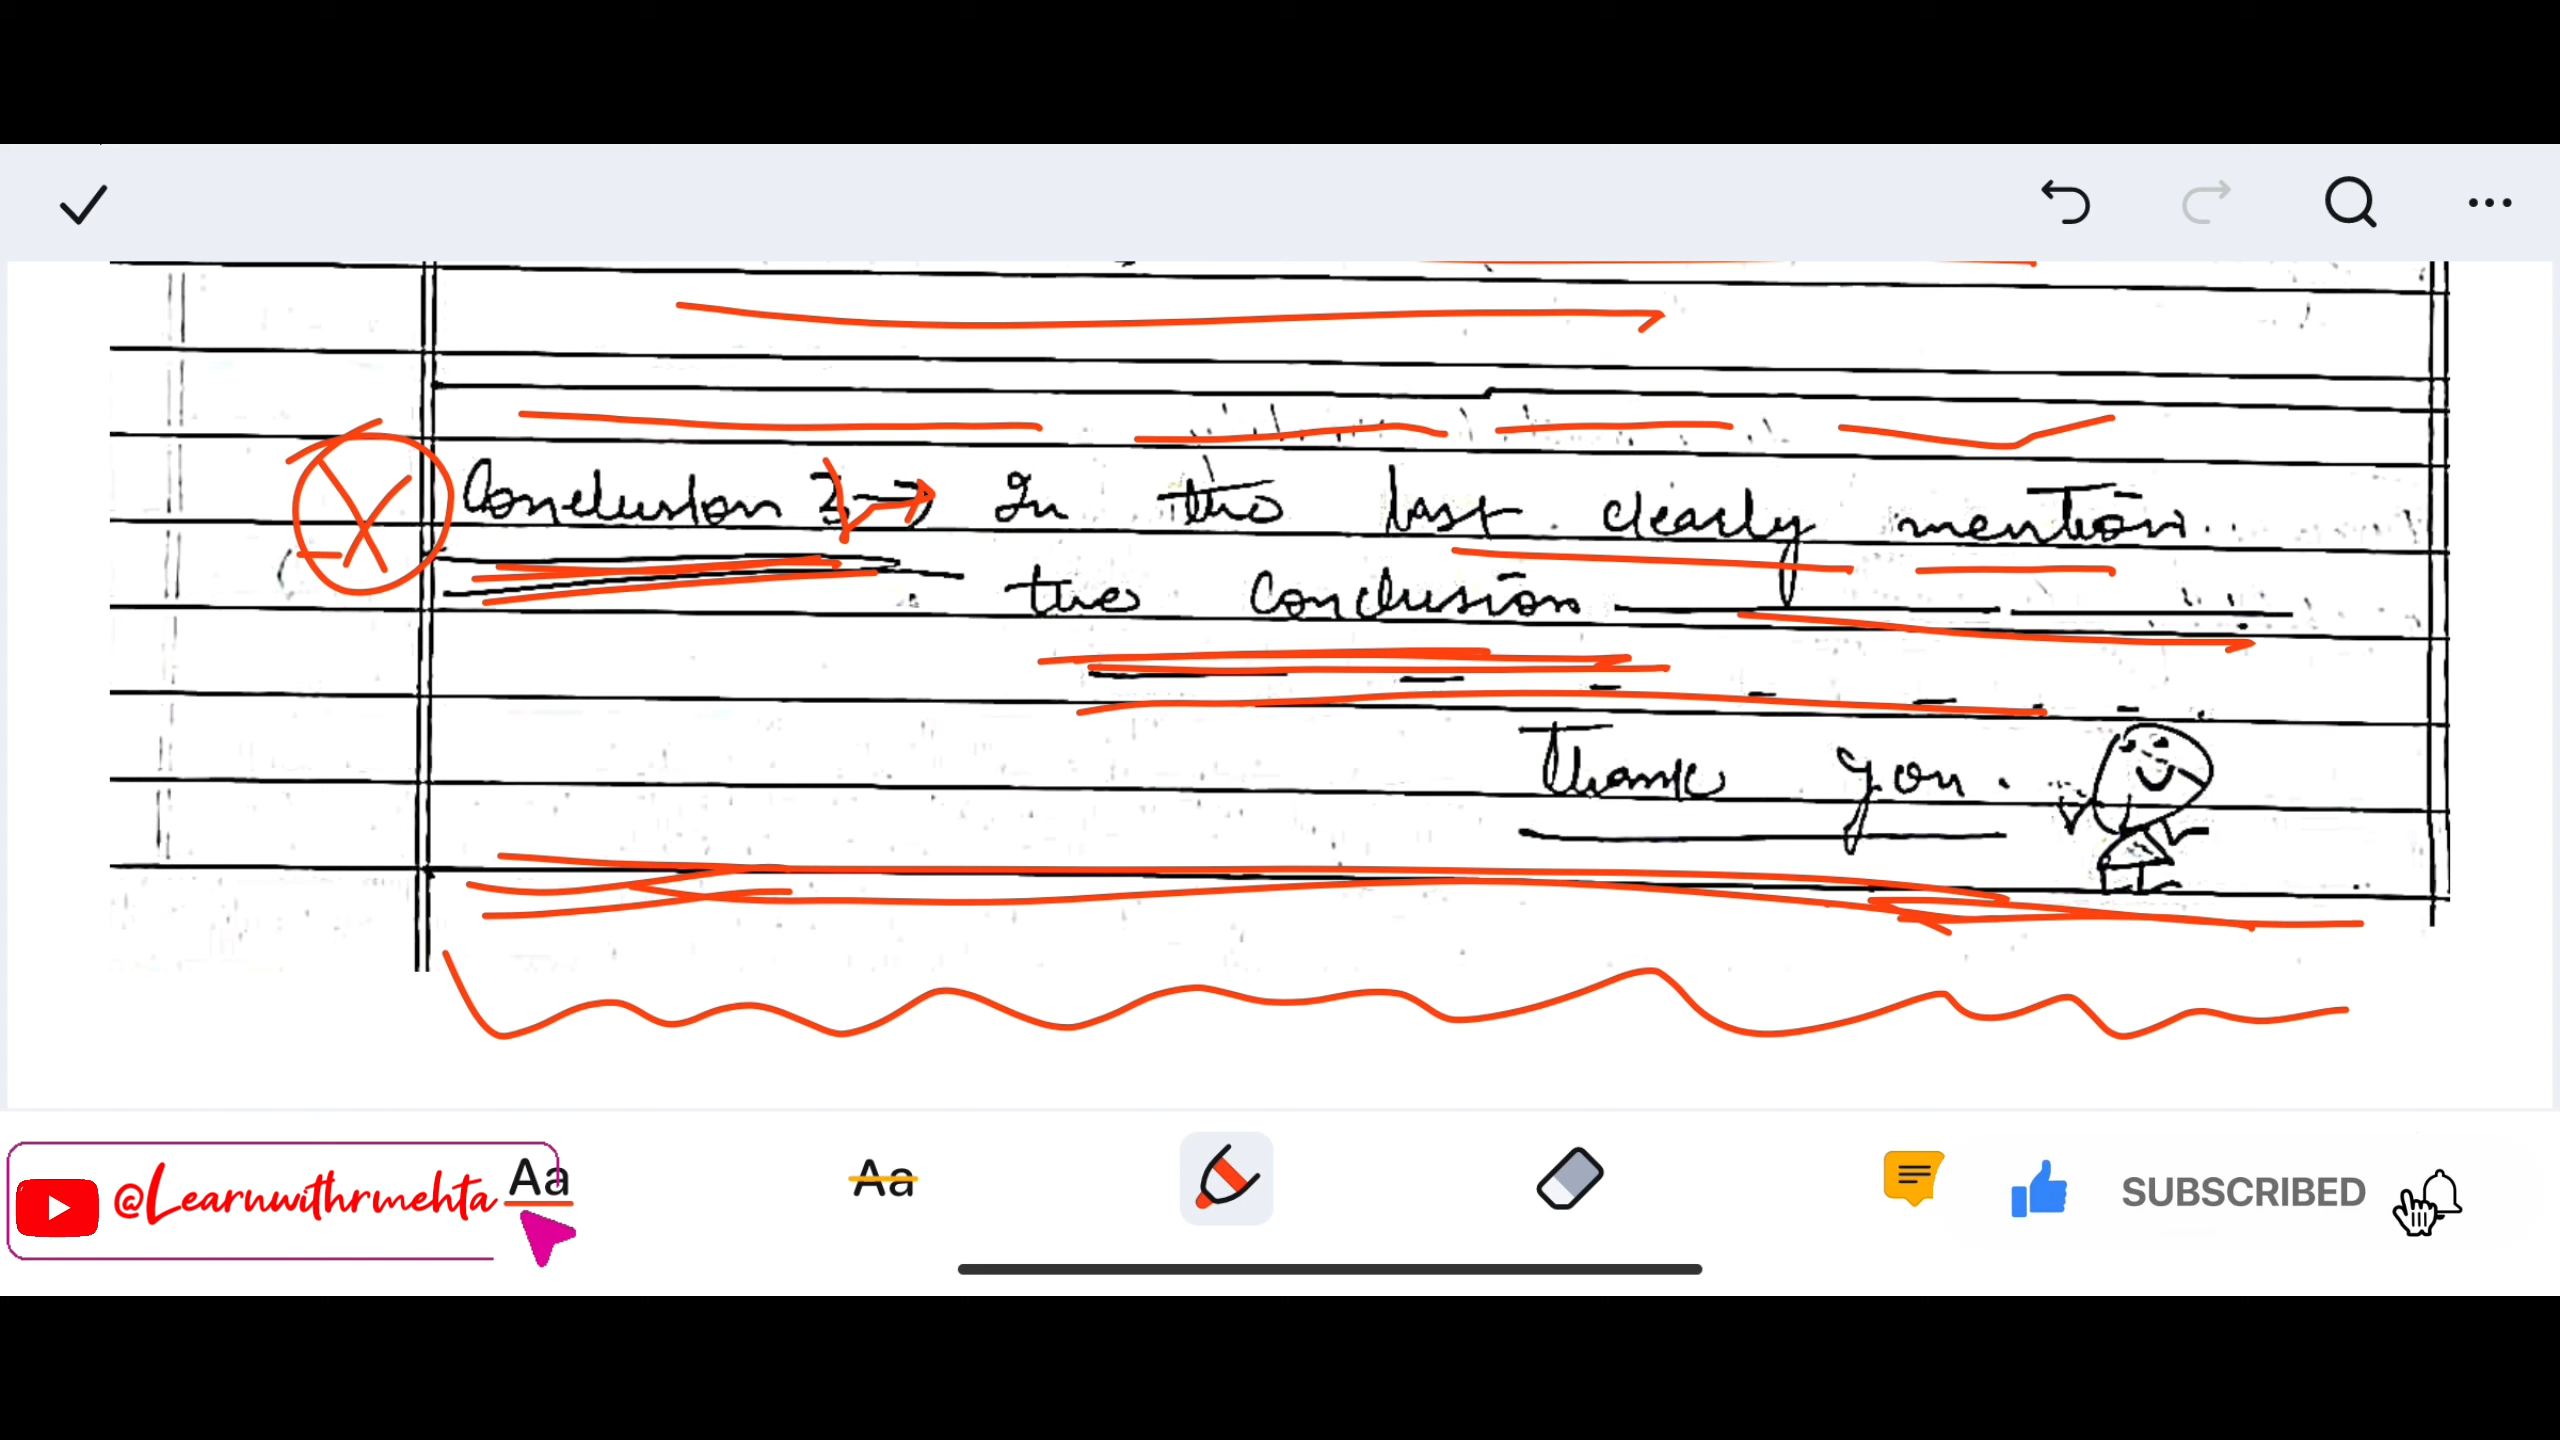 Conclusion :→ In the last clearly mention
the Conclusion
Thank you.
@Learnwithrmehta Aa Aa SUBSCRIBED